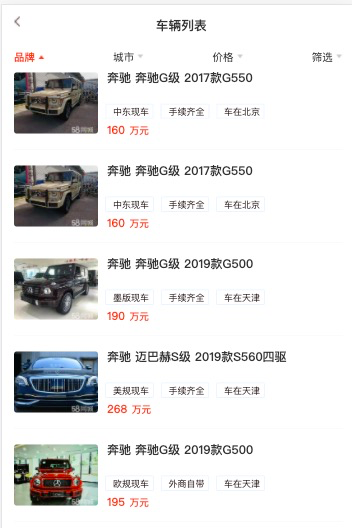 车辆列表
品牌 城市 价格 筛选
奔驰 奔驰G级 2017款G550
中东现车 手续齐全 车在北京
160 万元
58同城
奔驰 奔驰G级 2017款G550
中东现车 手续齐全 车在北京
160 万元
58同城
奔驰 奔驰G级 2019款G500
墨版现车 手续齐全 车在天津
190 万元
58同城
奔驰 迈巴赫S级 2019款S560四驱
美规现车 手续齐全 车在天津
268 万元
58同城
奔驰 奔驰G级 2019款G500
欧规现车 外商自带 车在天津
195 万元
58同城